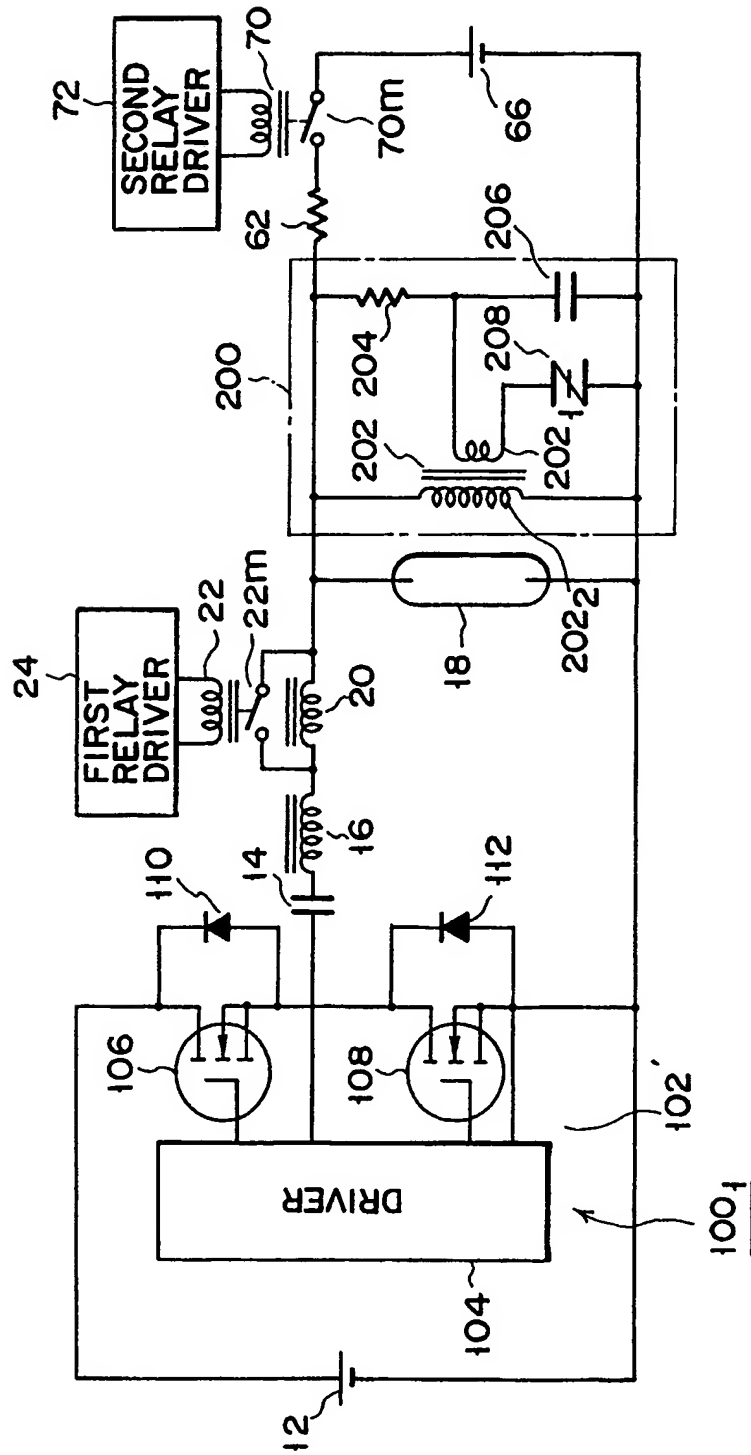 72
SECOND
RELAY
DRIVER
70
70m
62
66
200
204
206
208
202
202₁
202₂
18
24
FIRST
RELAY
DRIVER
22
22m
20
16
14
110
112
106
108
DRIVER
104
12
102'
100₁